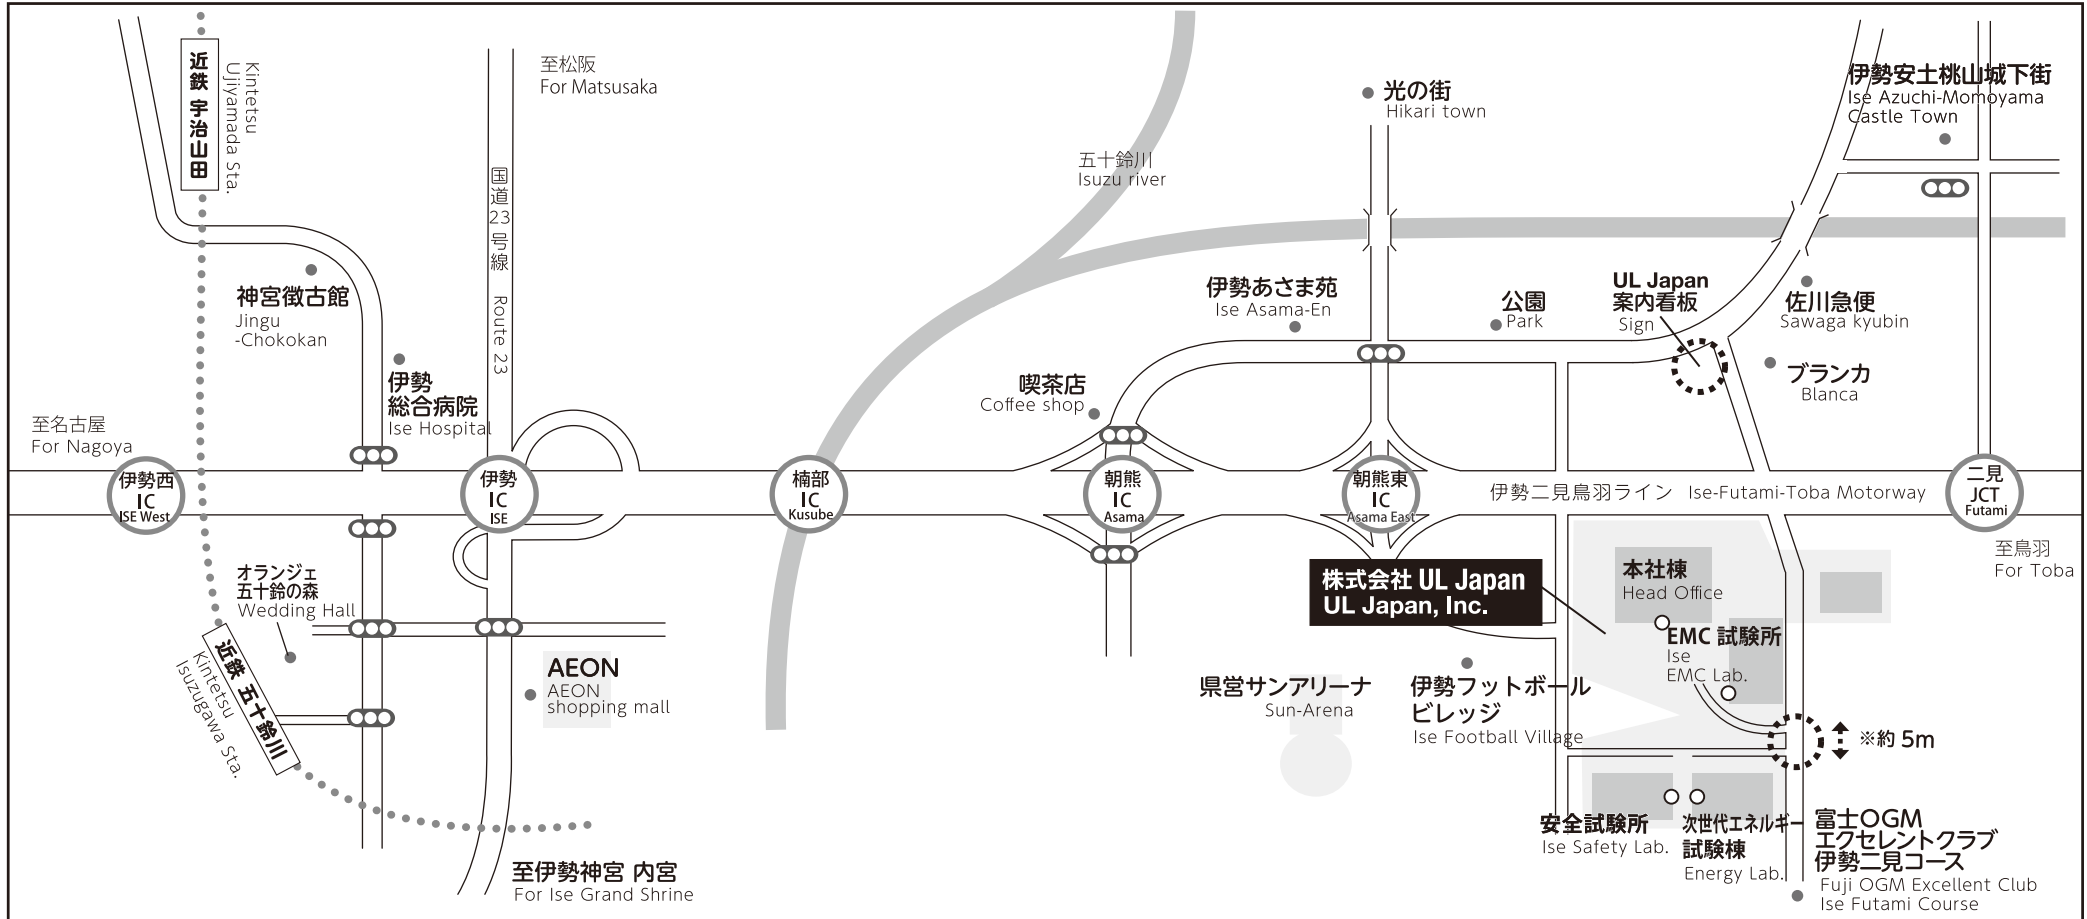 近鉄 宇治山田
Kintetsu
Ujiyamada Sta.
至松阪
For Matsusaka
国道23号線 Route 23
五十鈴川
Isuzu river
光の街
Hikari town
伊勢安土桃山城下街
Ise Azuchi-Momoyama
Castle Town
神宮徴古館
Jingu
-Chokokan
伊勢
総合病院
Ise Hospital
伊勢あさま苑
Ise Asama-En
公園
Park
UL Japan
案内看板
Sign
佐川急便
Sawaga kyubin
ブランカ
Blanca
喫茶店
Coffee shop
至名古屋
For Nagoya
伊勢西
IC
ISE West
伊勢
IC
ISE
楠部
IC
Kusube
朝熊
IC
Asama
朝熊東
IC
Asama East
伊勢二見鳥羽ライン Ise-Futami-Toba Motorway
二見
JCT
Futami
至鳥羽
For Toba
オランジェ
五十鈴の森
Wedding Hall
近鉄 五十鈴川
Kintetsu
Isuzugawa Sta.
AEON
AEON
shopping mall
株式会社 UL Japan
UL Japan, Inc.
本社棟
Head Office
EMC 試験所
Ise
EMC Lab.
県営サンアリーナ
Sun-Arena
伊勢フットボール
ビレッジ
Ise Football Village
※約 5m
安全試験所
Ise Safety Lab.
次世代エネルギー
試験棟
Energy Lab.
富士OGM
エクセレントクラブ
伊勢二見コース
Fuji OGM Excellent Club
Ise Futami Course
至伊勢神宮 内宮
For Ise Grand Shrine